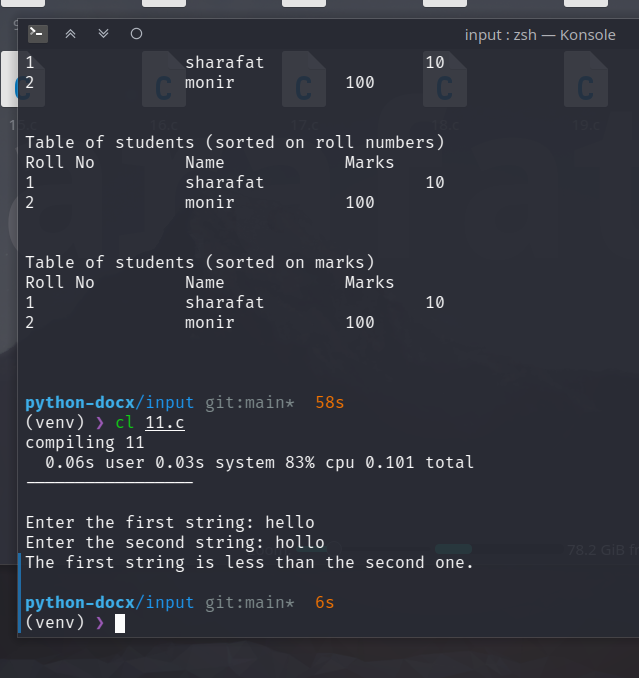 input : zsh — Konsole
1 sharafat 10
2 monir 100
Table of students (sorted on roll numbers)
Roll No Name Marks
1 sharafat 10
2 monir 100
Table of students (sorted on marks)
Roll No Name Marks
1 sharafat 10
2 monir 100
python-docx/input git:main* 58s
(venv) ❯ cl 11.c
compiling 11
0.06s user 0.03s system 83% cpu 0.101 total
─────────────────
Enter the first string: hello
Enter the second string: hollo
78.2 GiB
The first string is less than the second one.
python-docx/input git:main* 6s
(venv) ❯